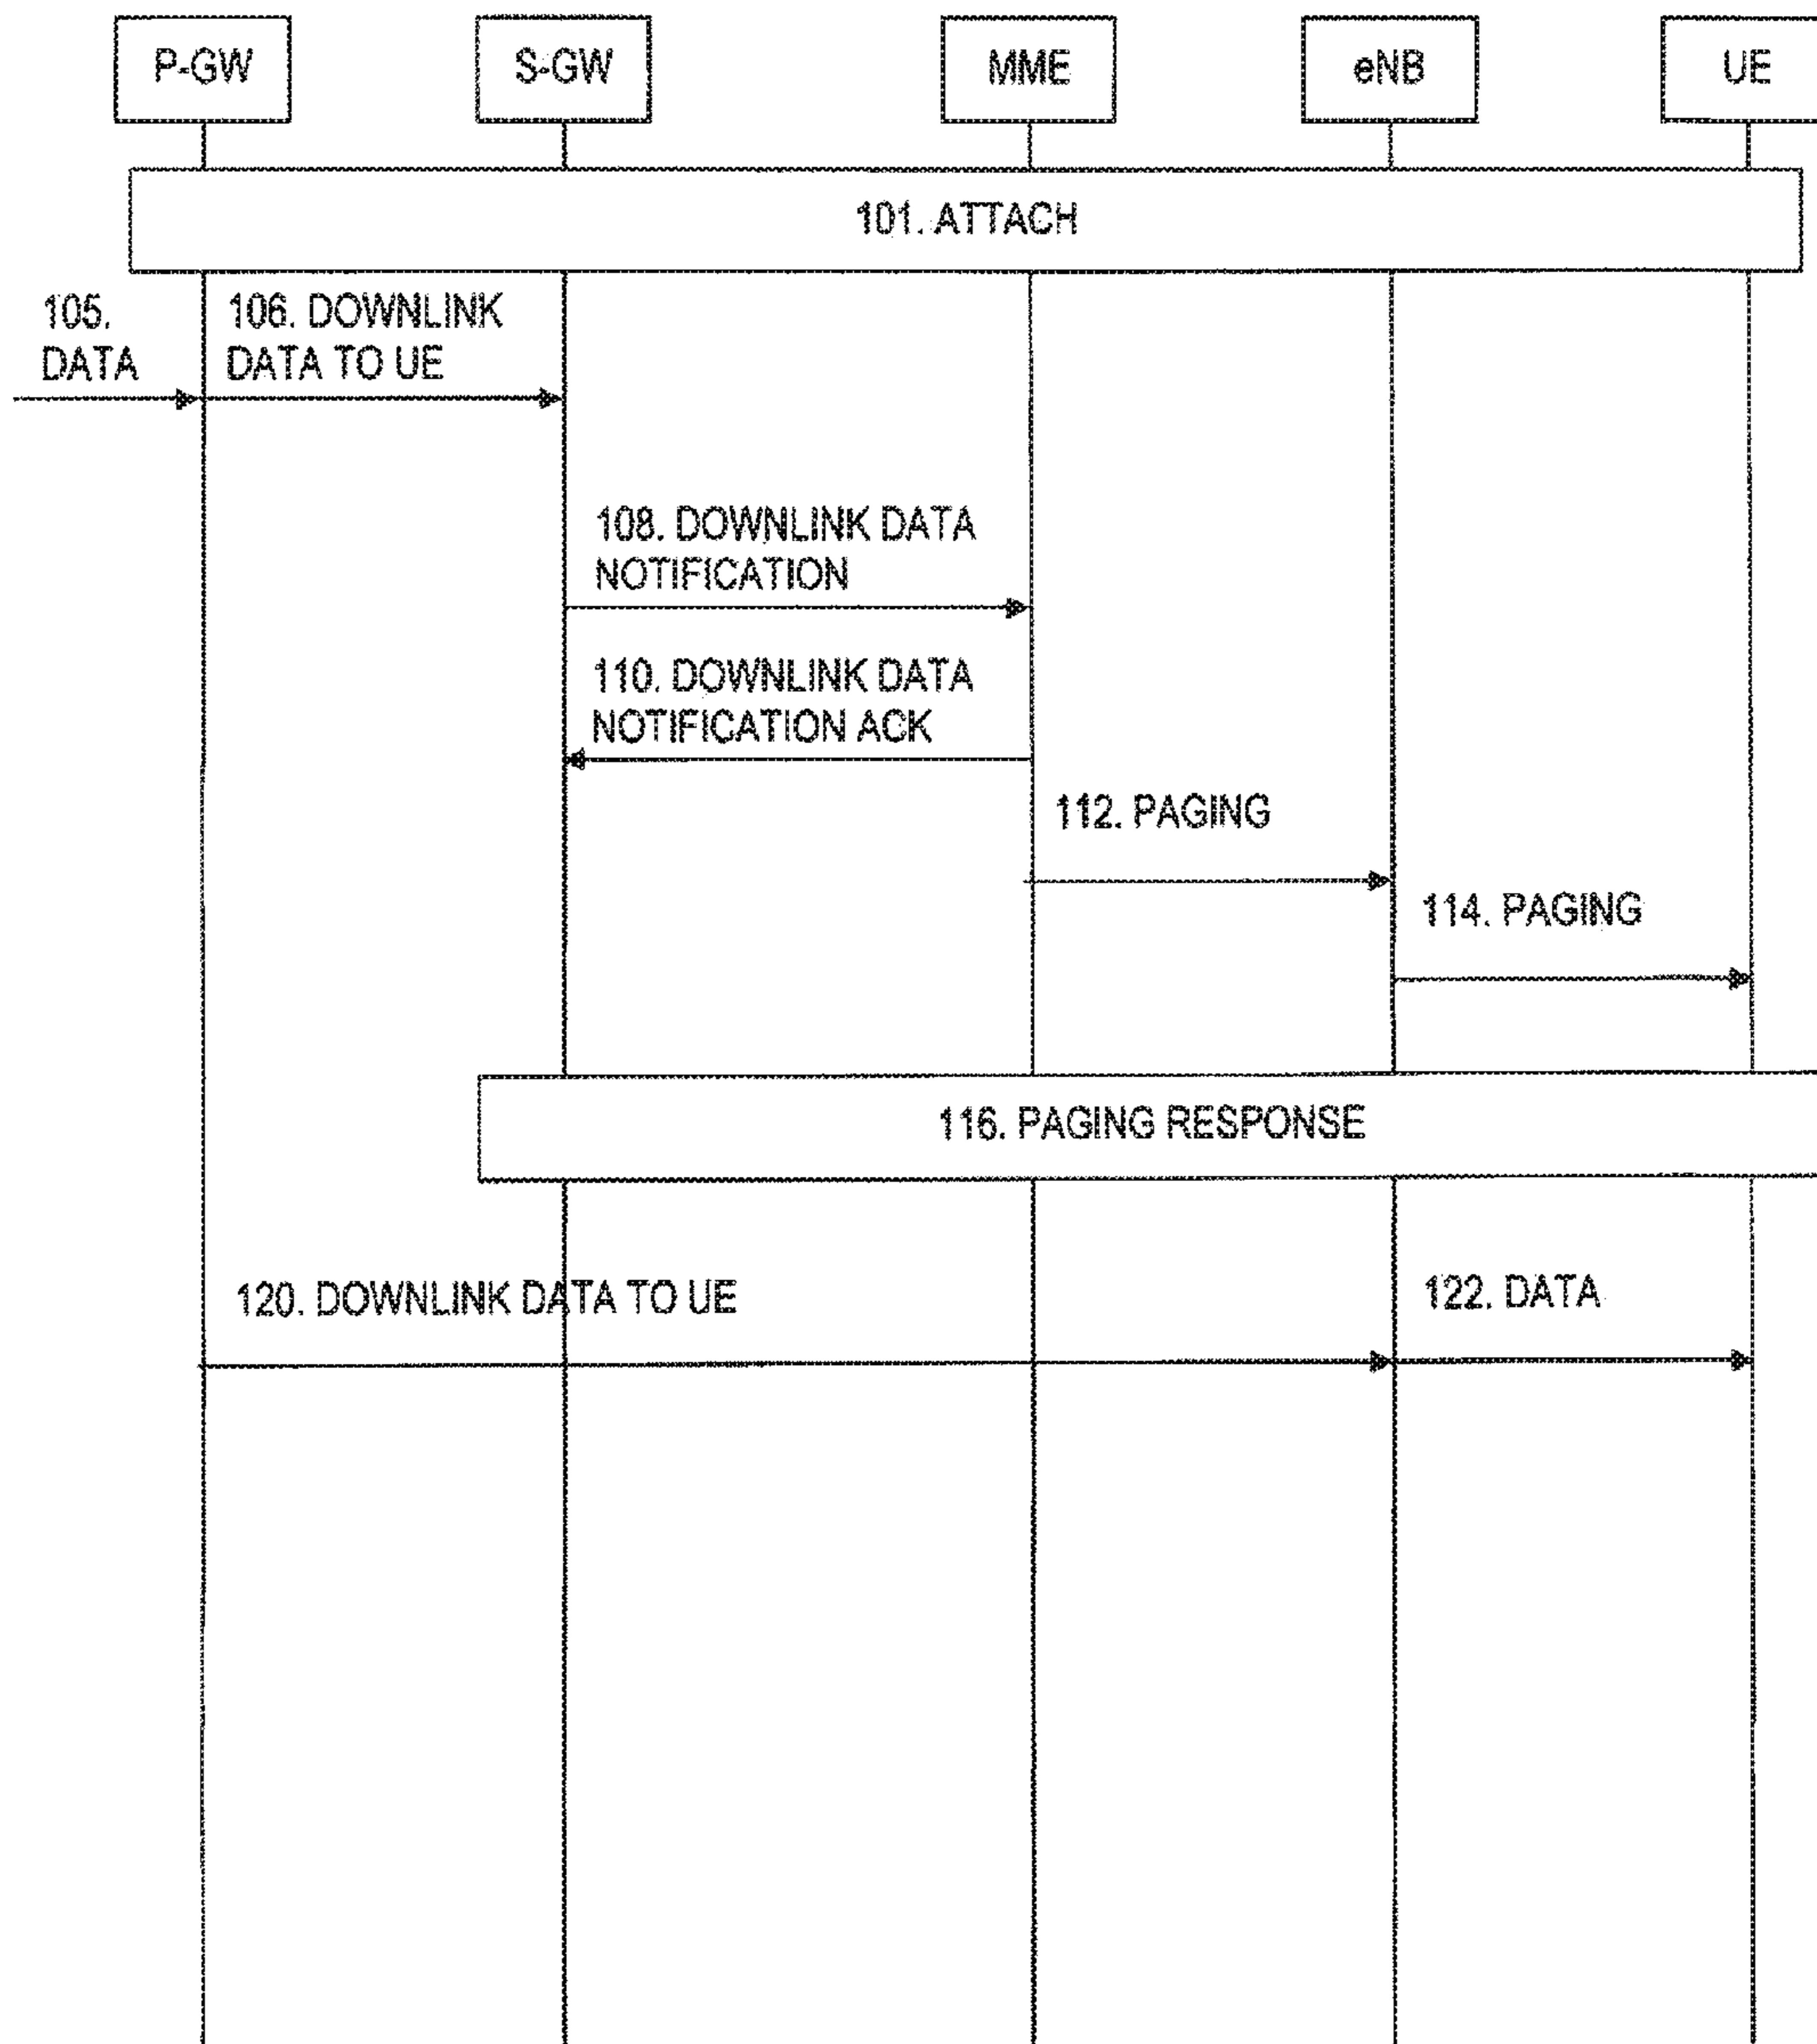 P-GW
S-GW
MME
eNB
UE
101. ATTACH
105.
DATA
106. DOWNLINK
DATA TO UE
108. DOWNLINK DATA
NOTIFICATION
110. DOWNLINK DATA
NOTIFICATION ACK
112. PAGING
114. PAGING
116. PAGING RESPONSE
120. DOWNLINK DATA TO UE
122. DATA